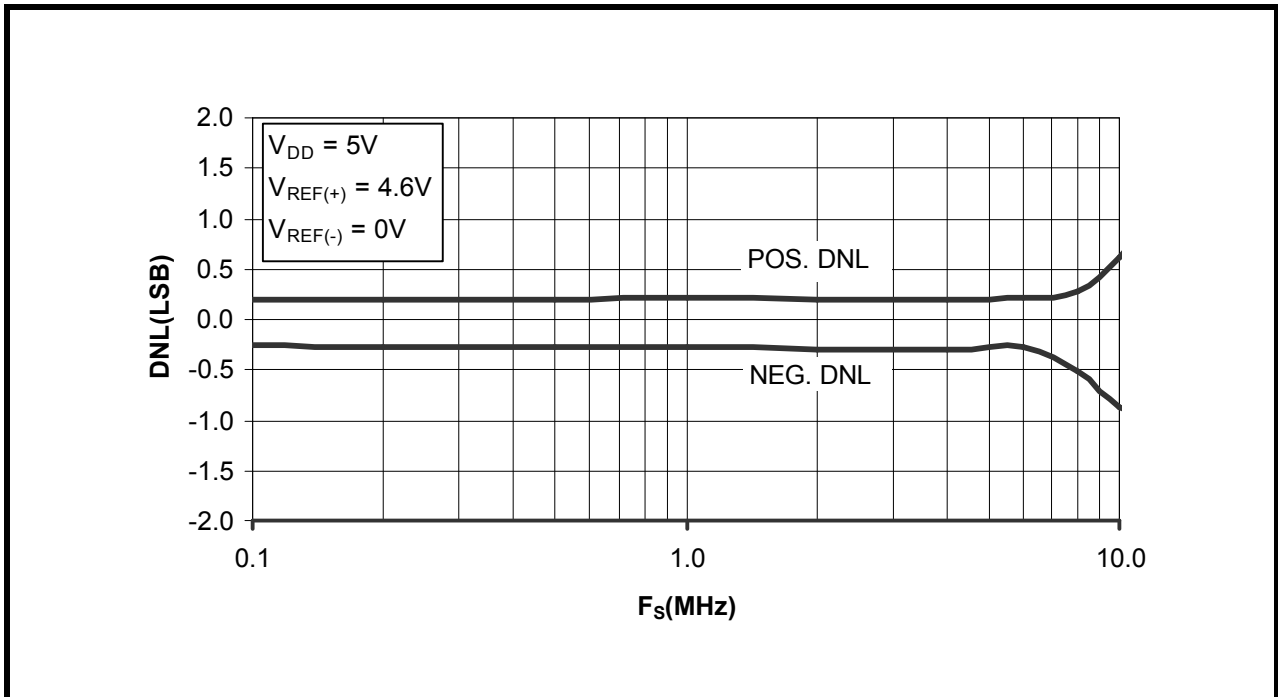 2.0
1.5
1.0
0.5
0.0
-0.5
-1.0
-1.5
-2.0
DNL(LSB)
V_DD = 5V
V_REF(+) = 4.6V
V_REF(-) = 0V
POS. DNL
NEG. DNL
0.1
1.0
10.0
F_S(MHz)